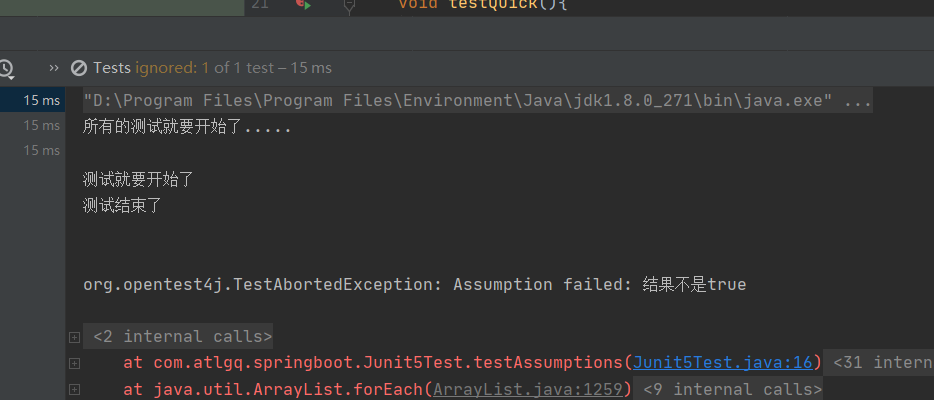 21 void testQuick(){
>> Tests ignored: 1 of 1 test – 15 ms
15 ms "D:\Program Files\Program Files\Environment\Java\jdk1.8.0_271\bin\java.exe" ...
15 ms 所有的测试就要开始了.....
15 ms
测试就要开始了
测试结束了
org.opentest4j.TestAbortedException: Assumption failed: 结果不是true
<2 internal calls>
at com.atlgq.springboot.Junit5Test.testAssumptions(Junit5Test.java:16) <31 intern
at java.util.ArrayList.forEach(ArrayList.java:1259) <9 internal calls>